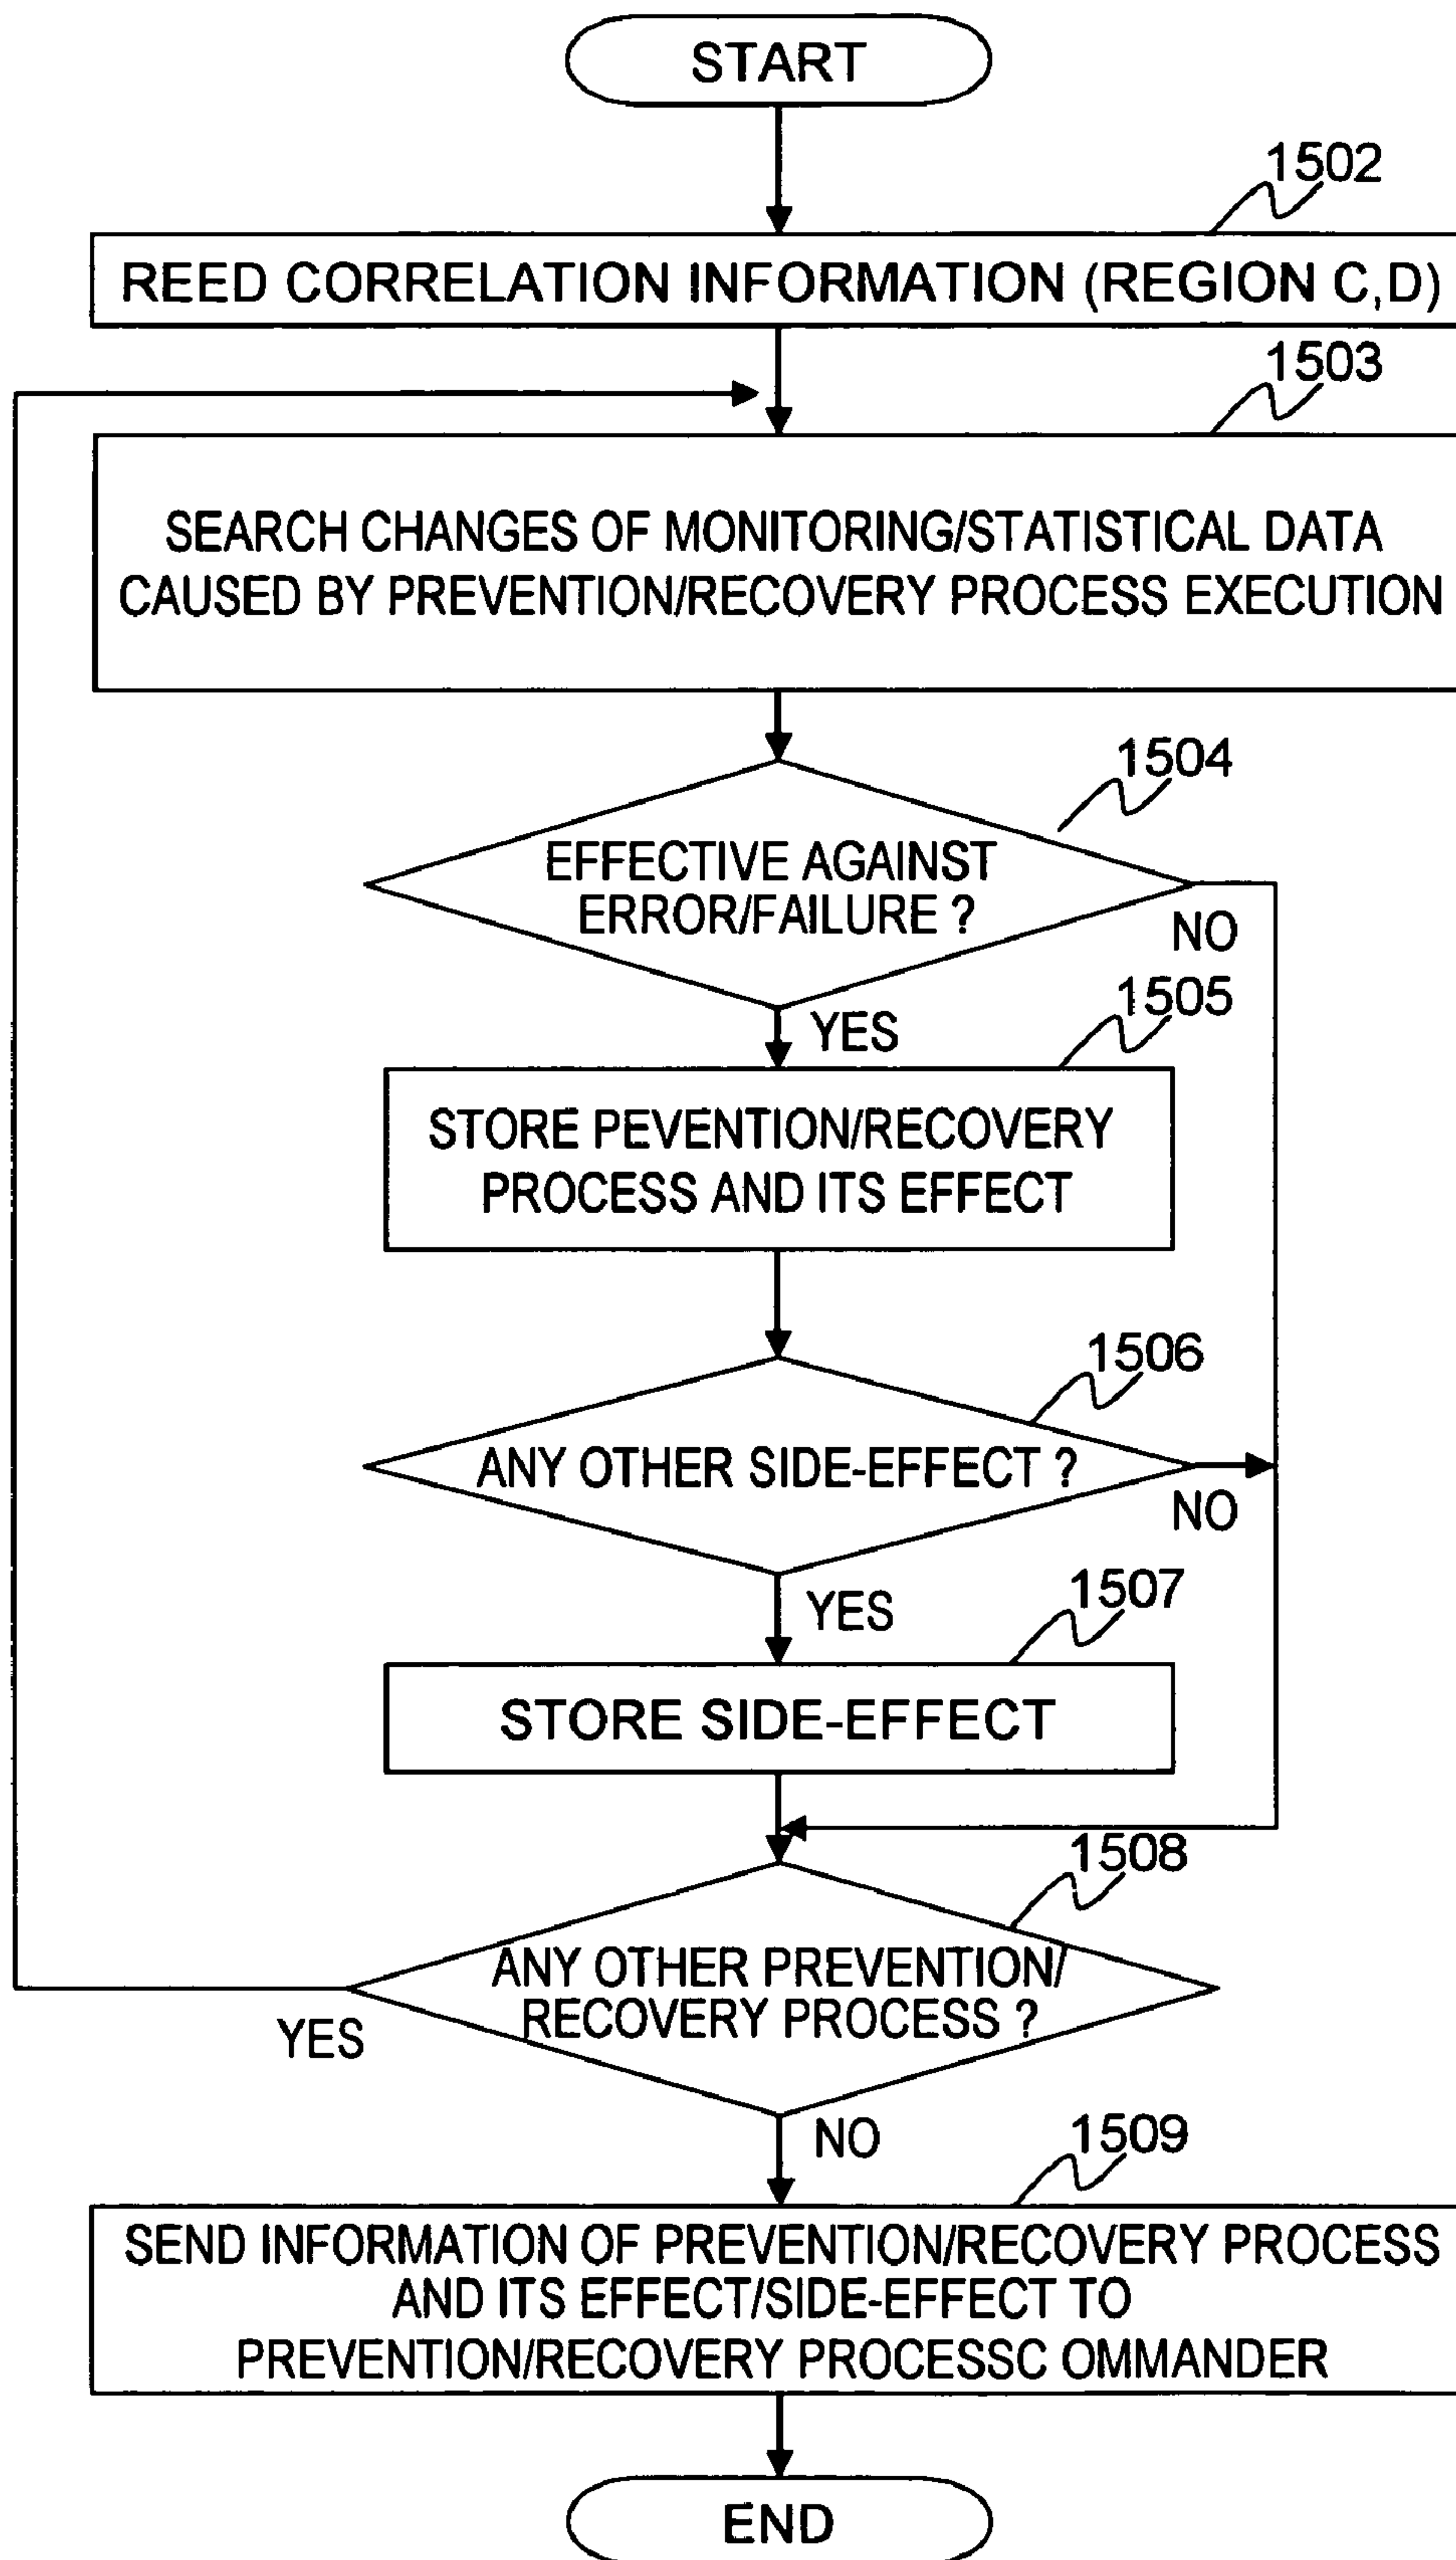 START
1502
REED CORRELATION INFORMATION (REGION C,D)
1503
SEARCH CHANGES OF MONITORING/STATISTICAL DATA
CAUSED BY PREVENTION/RECOVERY PROCESS EXECUTION
1504
EFFECTIVE AGAINST
ERROR/FAILURE ?
NO
YES
1505
STORE PEVENTION/RECOVERY
PROCESS AND ITS EFFECT
1506
ANY OTHER SIDE-EFFECT ?
NO
YES
1507
STORE SIDE-EFFECT
1508
ANY OTHER PREVENTION/
RECOVERY PROCESS ?
YES
NO
1509
SEND INFORMATION OF PREVENTION/RECOVERY PROCESS
AND ITS EFFECT/SIDE-EFFECT TO
PREVENTION/RECOVERY PROCESSC OMMANDER
END